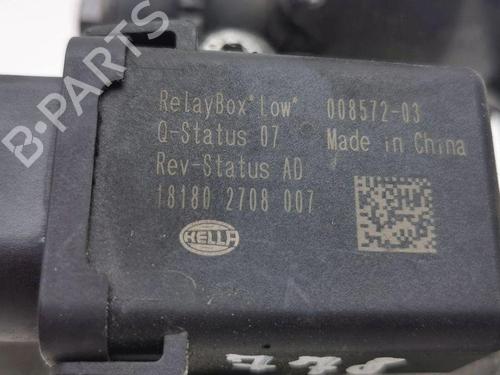 B-PARTS
RelayBox"Low" 008572-03
Q-Status 07 Made in China
Rev-Status AD
18180 2708 007
HELLA